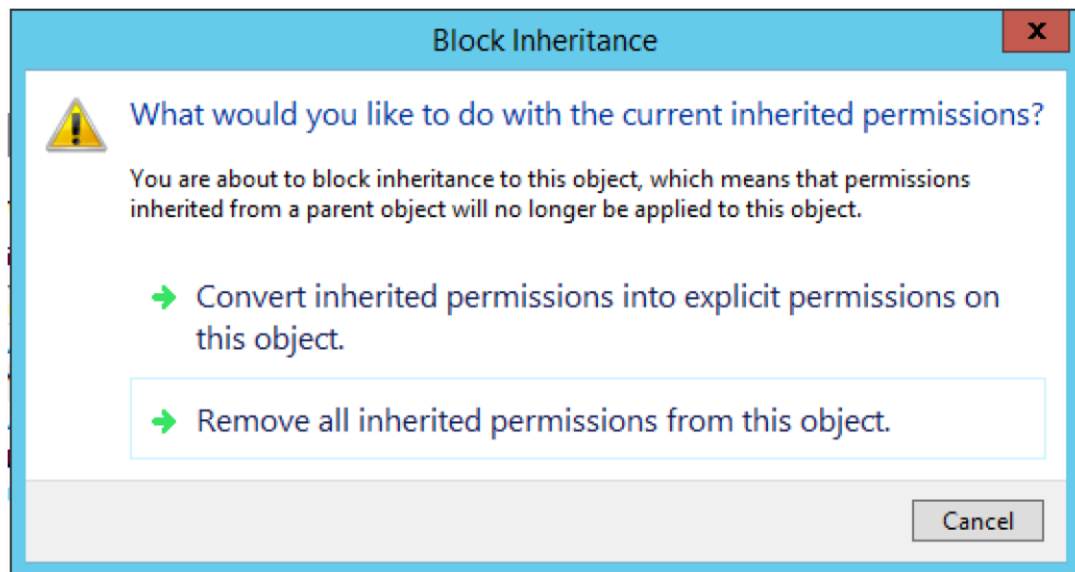 Block Inheritance
x
What would you like to do with the current inherited permissions?
You are about to block inheritance to this object, which means that permissions
inherited from a parent object will no longer be applied to this object.
Convert inherited permissions into explicit permissions on
this object.
Remove all inherited permissions from this object.
Cancel